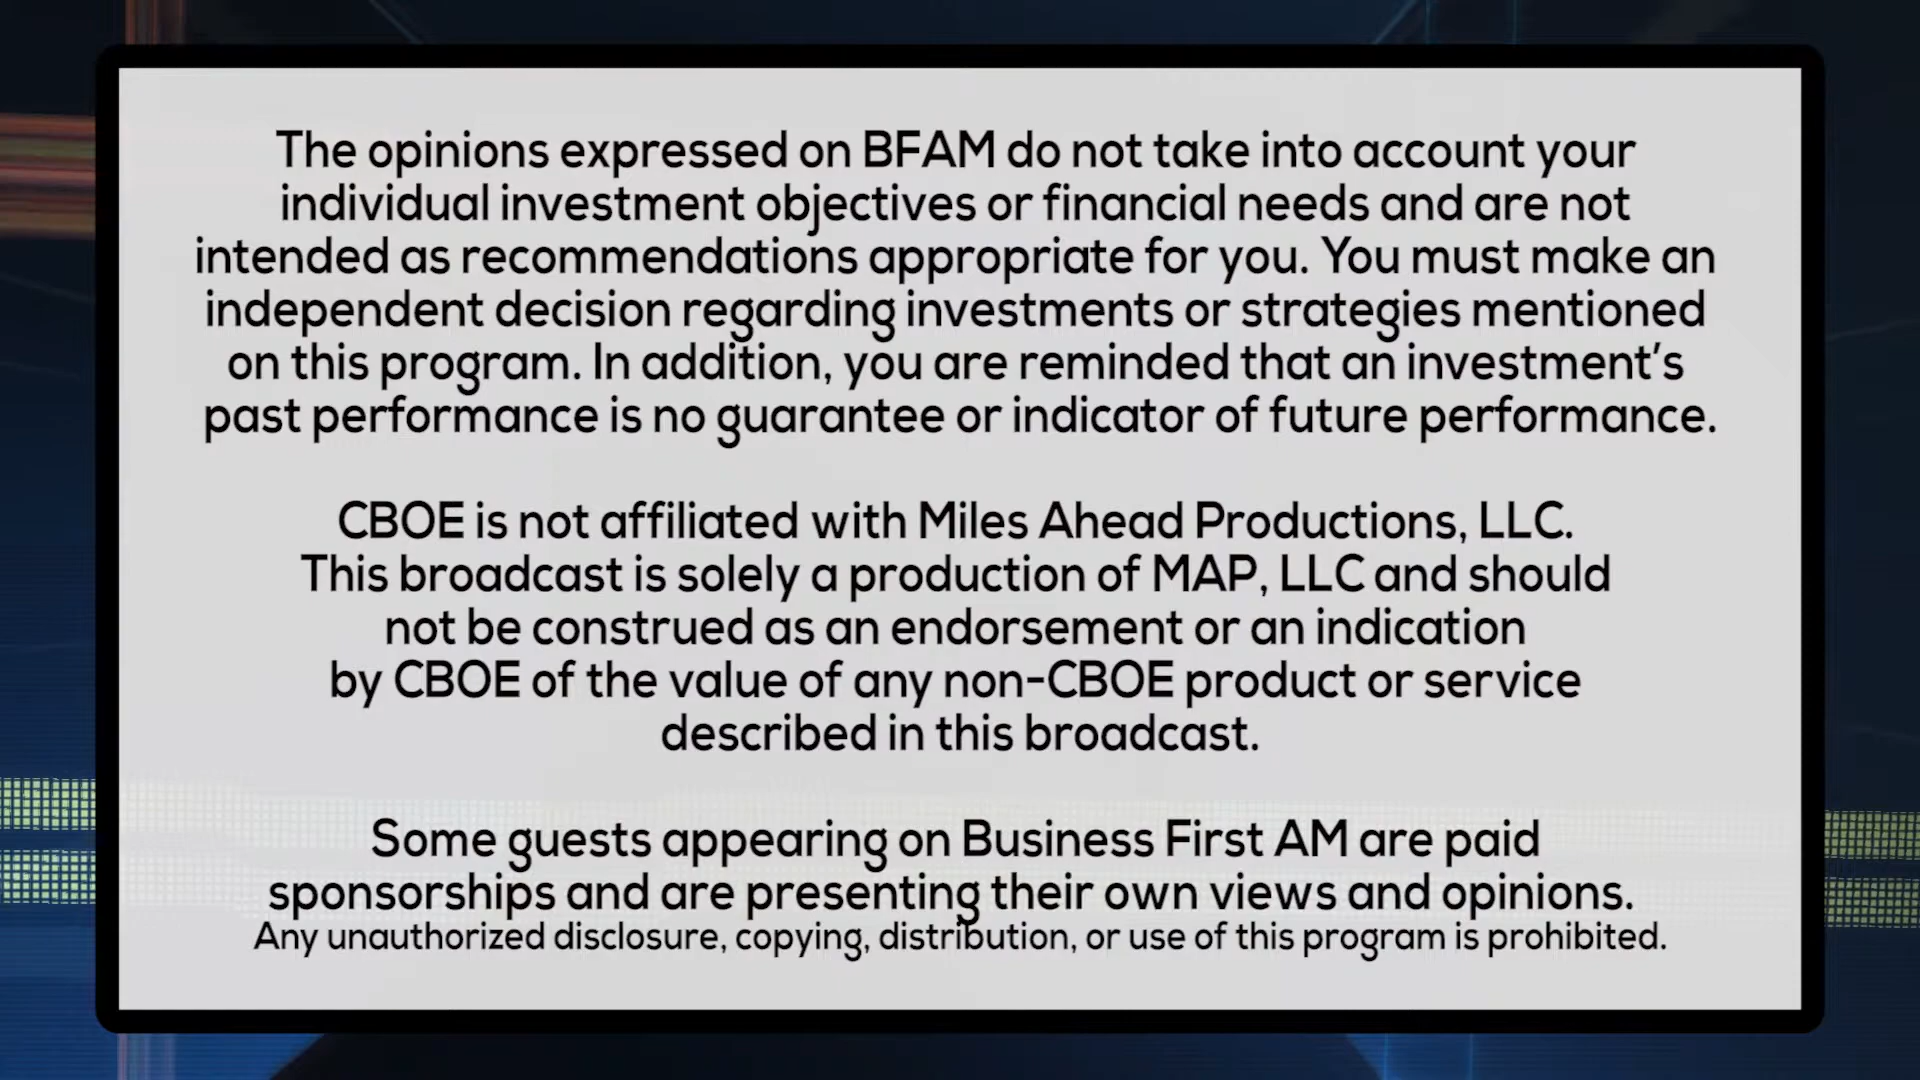 The opinions expressed on BFAM do not take into account your
individual investment objectives or financial needs and are not
intended as recommendations appropriate for you. You must make an
independent decision regarding investments or strategies mentioned
on this program. In addition, you are reminded that an investment’s
past performance is no guarantee or indicator of future performance.
CBOE is not affiliated with Miles Ahead Productions, LLC.
This broadcast is solely a production of MAP, LLC and should
not be construed as an endorsement or an indication
by CBOE of the value of any non-CBOE product or service
described in this broadcast.
Some guests appearing on Business First AM are paid
sponsorships and are presenting their own views and opinions.
Any unauthorized disclosure, copying, distribution, or use of this program is prohibited.